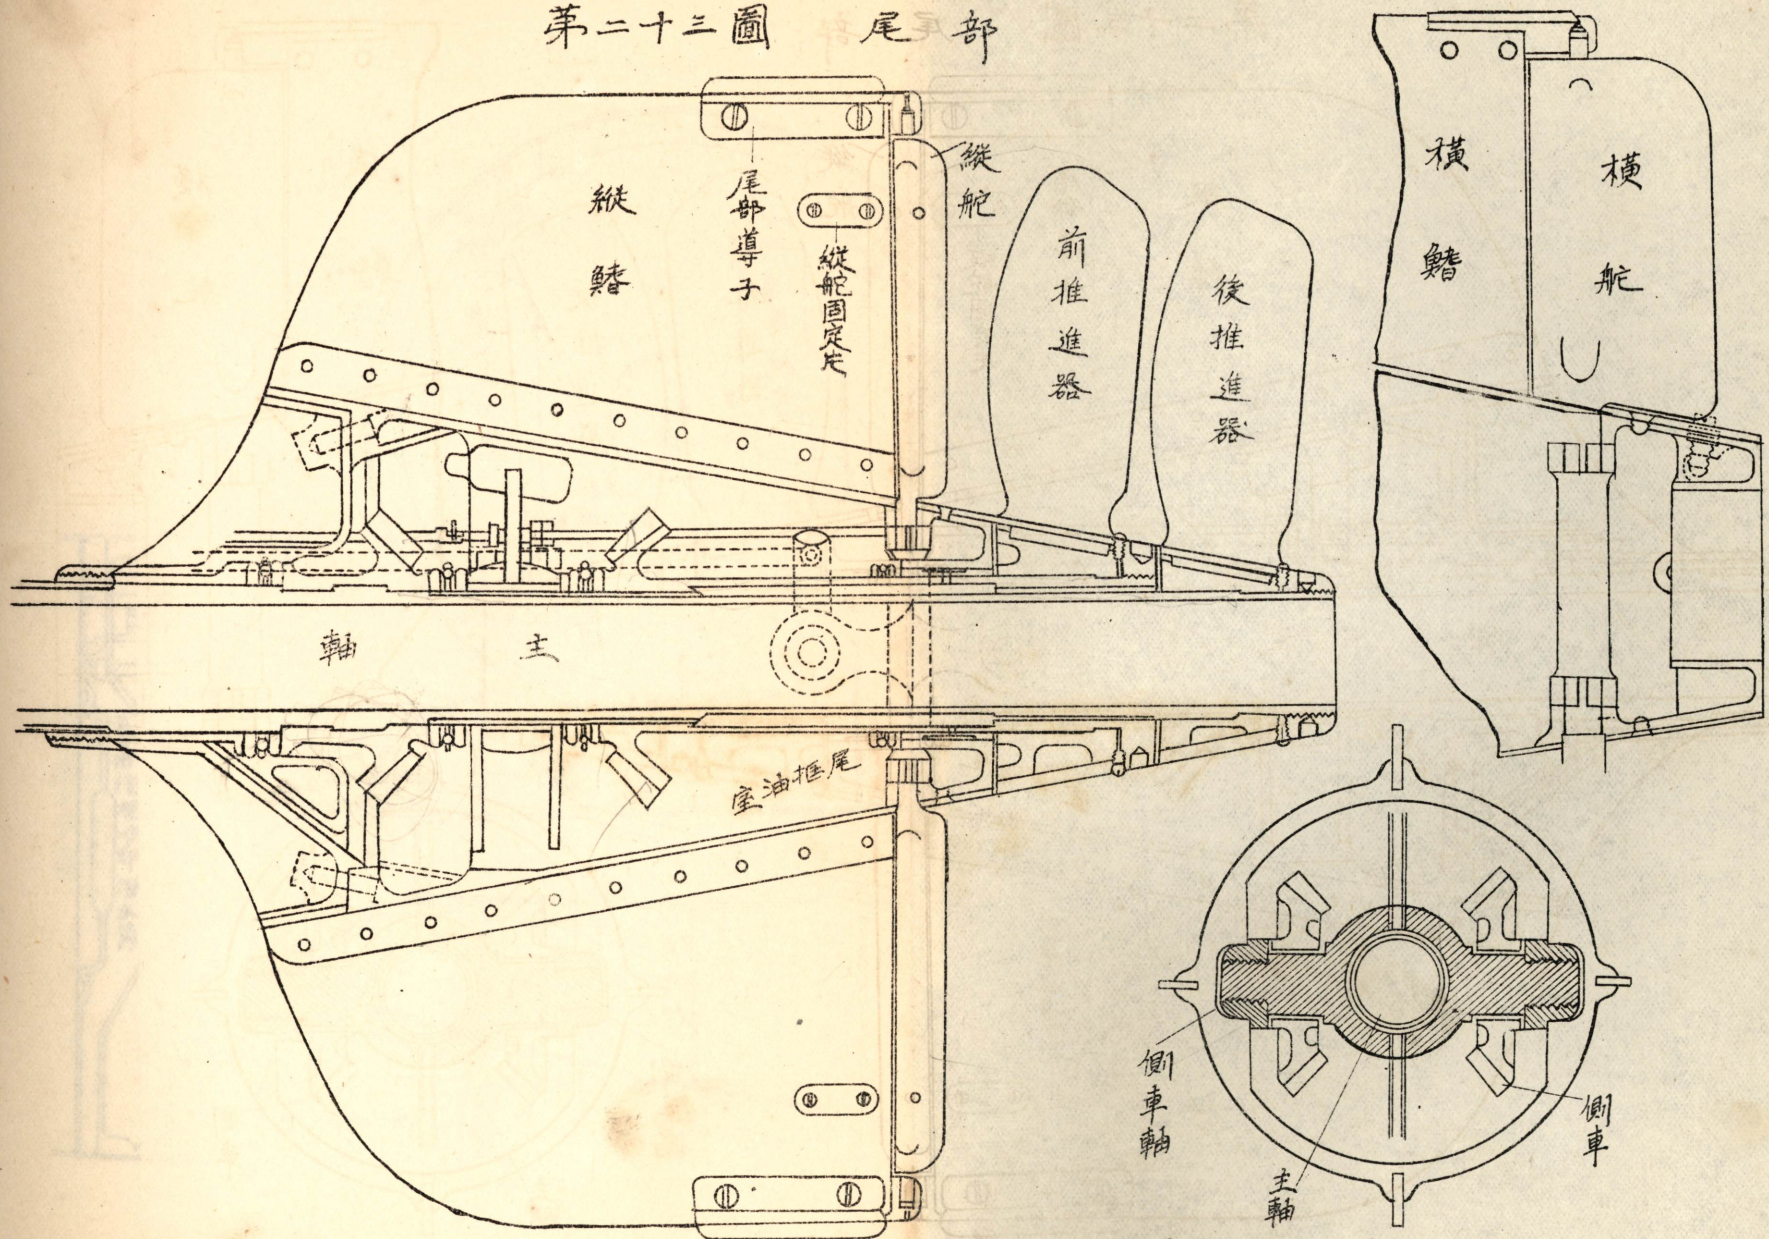 第二十三圖 尾部
縱鰭
尾部導子
縱舵固定片
縱舵
前推進器
後推進器
橫鰭
橫舵
軸主
室油框尾
側車軸
主軸
側車